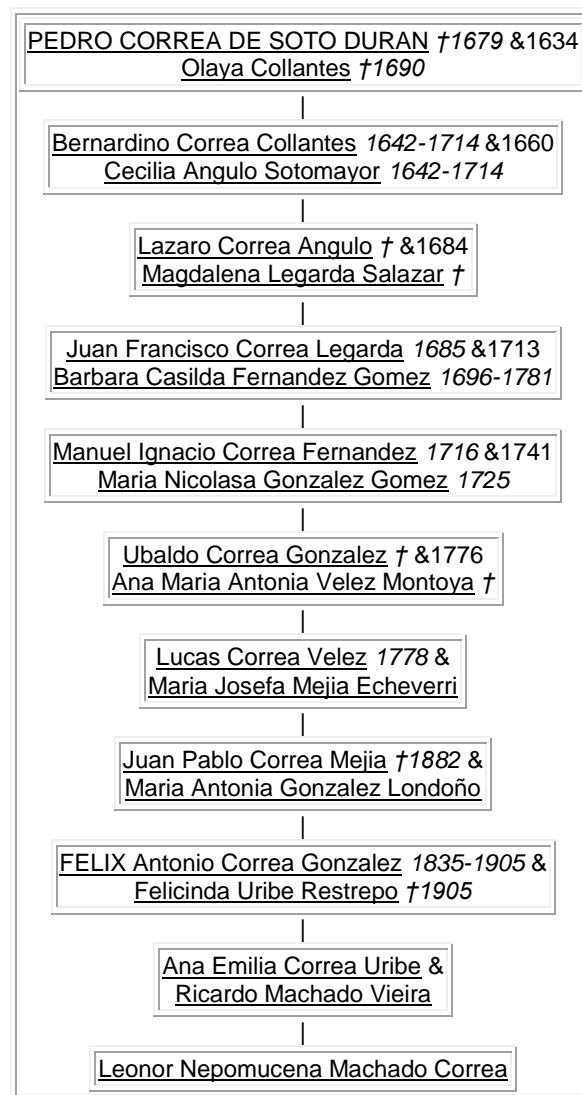 PEDRO CORREA DE SOTO DURAN †1679 &1634
Olaya Collantes †1690
Bernardino Correa Collantes 1642-1714 &1660
Cecilia Angulo Sotomayor 1642-1714
Lazaro Correa Angulo † &1684
Magdalena Legarda Salazar †
Juan Francisco Correa Legarda 1685 &1713
Barbara Casilda Fernandez Gomez 1696-1781
Manuel Ignacio Correa Fernandez 1716 &1741
Maria Nicolasa Gonzalez Gomez 1725
Ubaldo Correa Gonzalez † &1776
Ana Maria Antonia Velez Montoya †
Lucas Correa Velez 1778 &
Maria Josefa Mejia Echeverri
Juan Pablo Correa Mejia †1882 &
Maria Antonia Gonzalez Londoño
FELIX Antonio Correa Gonzalez 1835-1905 &
Felicinda Uribe Restrepo †1905
Ana Emilia Correa Uribe &
Ricardo Machado Vieira
Leonor Nepomucena Machado Correa